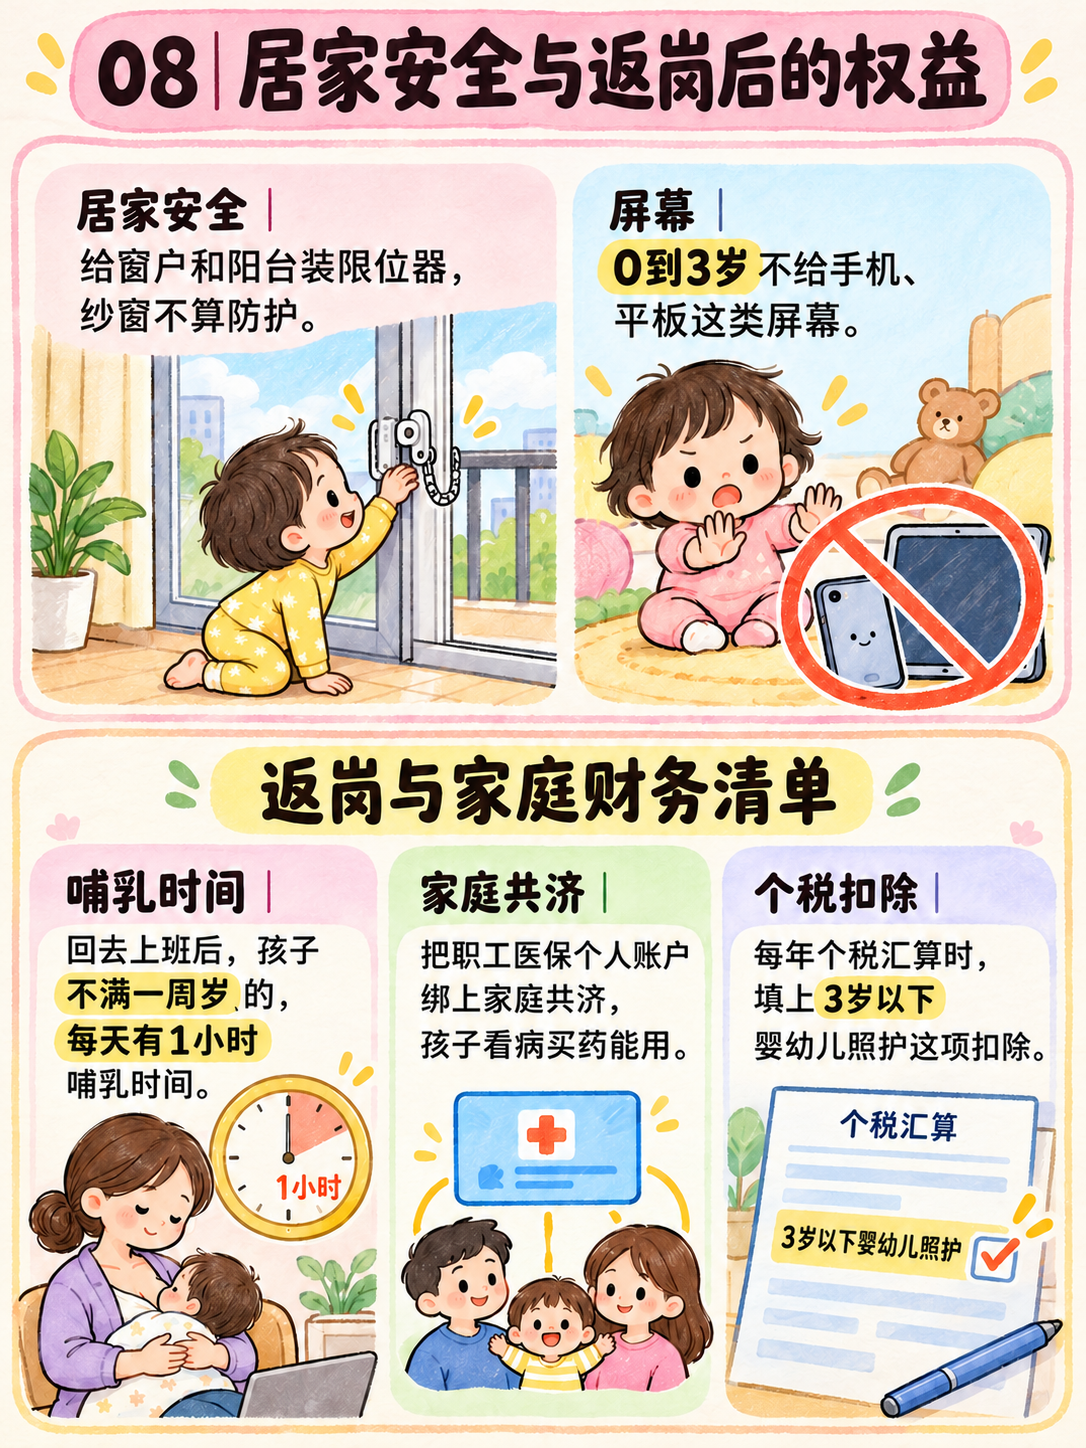 08|居家安全与返岗后的权益
居家安全|
给窗户和阳台装限位器，
纱窗不算防护。
屏幕|
0到3岁不给手机、
平板这类屏幕。
返岗与家庭财务清单
哺乳时间|
回去上班后，孩子
不满一周岁的，
每天有1小时
哺乳时间。
1小时
家庭共济|
把职工医保个人账户
绑上家庭共济，
孩子看病买药能用。
个税扣除|
每年个税汇算时，
填上3岁以下
婴幼儿照护这项扣除。
个税汇算
3岁以下婴幼儿照护